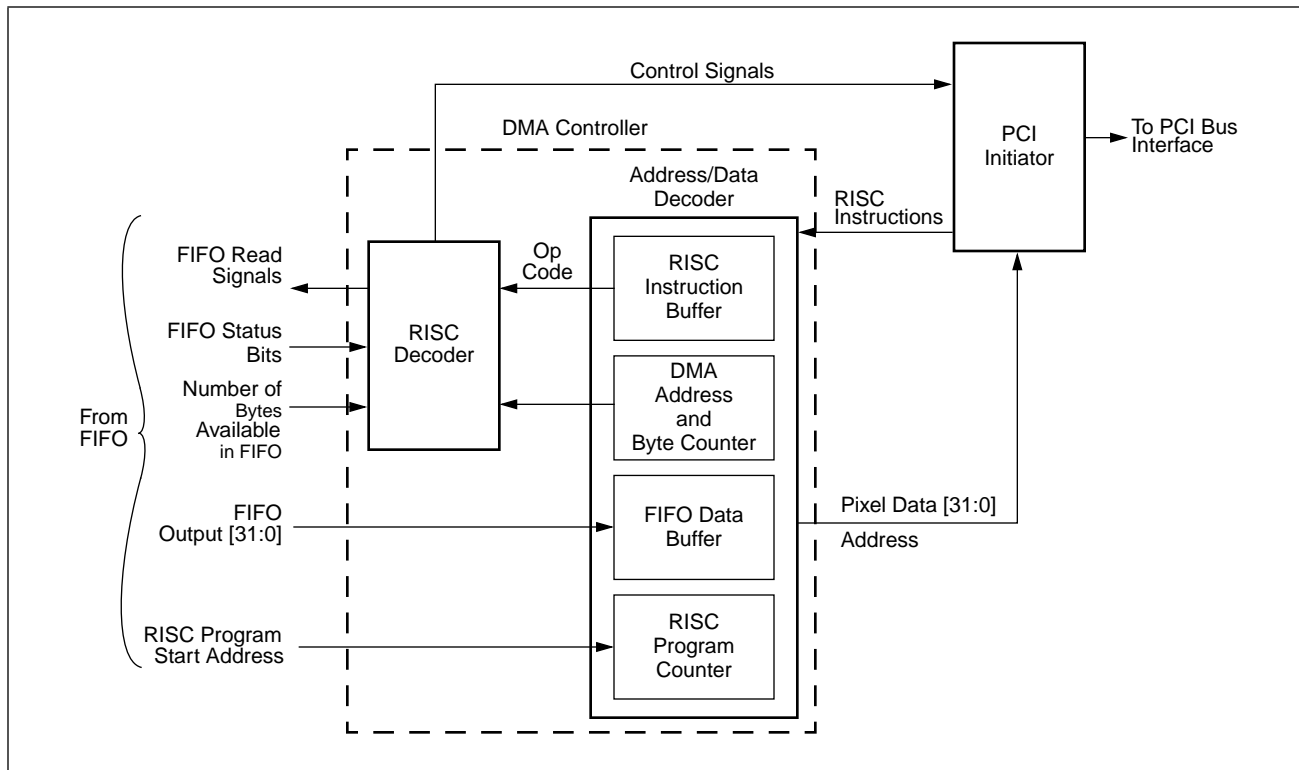 Control Signals
DMA Controller
PCI
Initiator
To PCI Bus
Interface
Address/Data
Decoder
RISC
Instructions
FIFO Read
Signals
Op
Code
RISC
Instruction
Buffer
FIFO Status
Bits
RISC
Decoder
DMA
Address
and
Byte Counter
Number of
Bytes
Available
in FIFO
From
FIFO
FIFO
Output [31:0]
FIFO Data
Buffer
Pixel Data [31:0]
Address
RISC Program
Start Address
RISC
Program
Counter